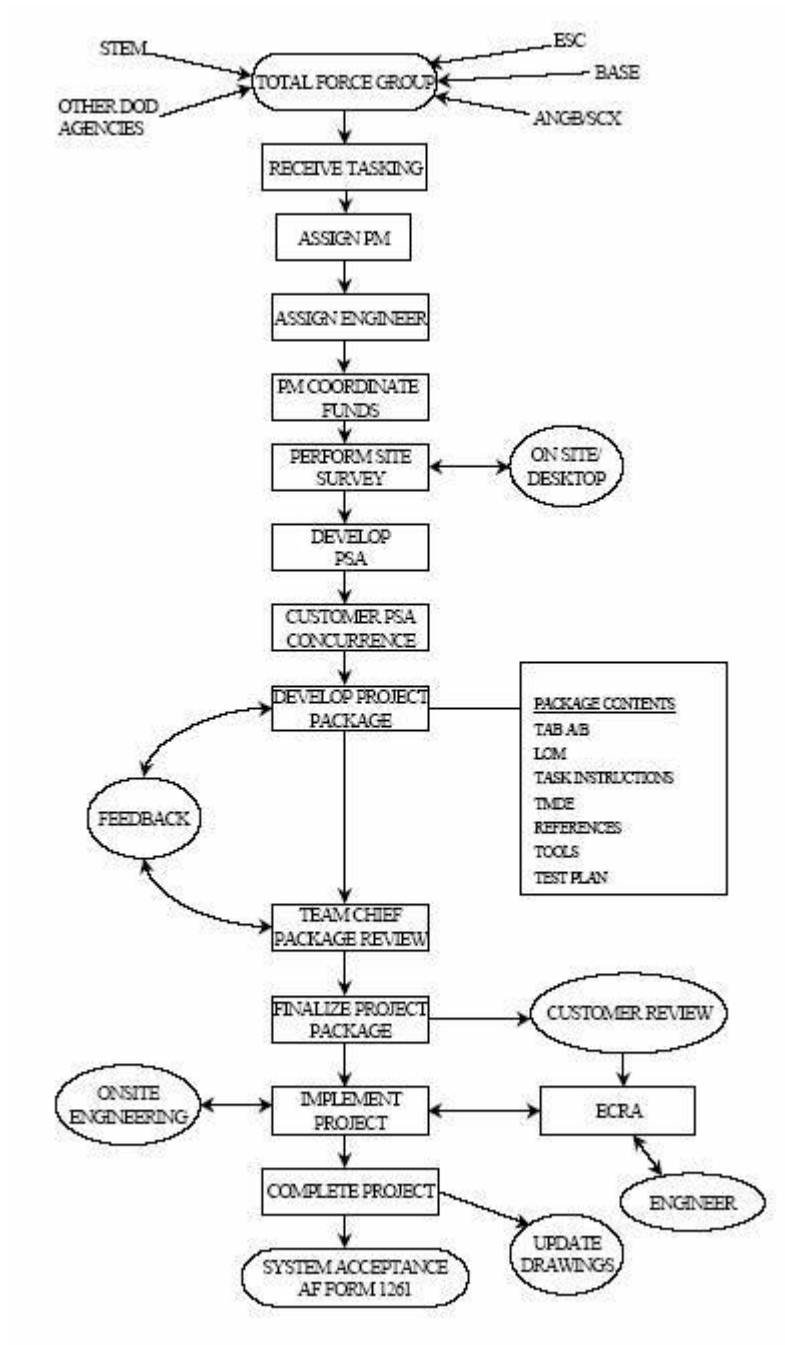 STEM
ESC
TOTAL FORCE GROUP
BASE
OTHER DOD
AGENCIES
ANGB/SCX
RECEIVE TASKING
ASSIGN PM
ASSIGN ENGINEER
PM COORDINATE
FUNDS
PERFORM SITE
SURVEY
ON SITE/
DESKTOP
DEVELOP
PSA
CUSTOMER PSA
CONCURRENCE
DEVELOP PROJECT
PACKAGE
PACKAGE CONTENTS
TAB A/B
LOM
TASK INSTRUCTIONS
TMDE
REFERENCES
TOOLS
TEST PLAN
FEEDBACK
TEAM CHIEF
PACKAGE REVIEW
FINALIZE PROJECT
PACKAGE
CUSTOMER REVIEW
ONSITE
ENGINEERING
IMPLEMENT
PROJECT
ECRA
COMPLETE PROJECT
ENGINEER
UPDATE
DRAWINGS
SYSTEM ACCEPTANCE
AF FORM 1261